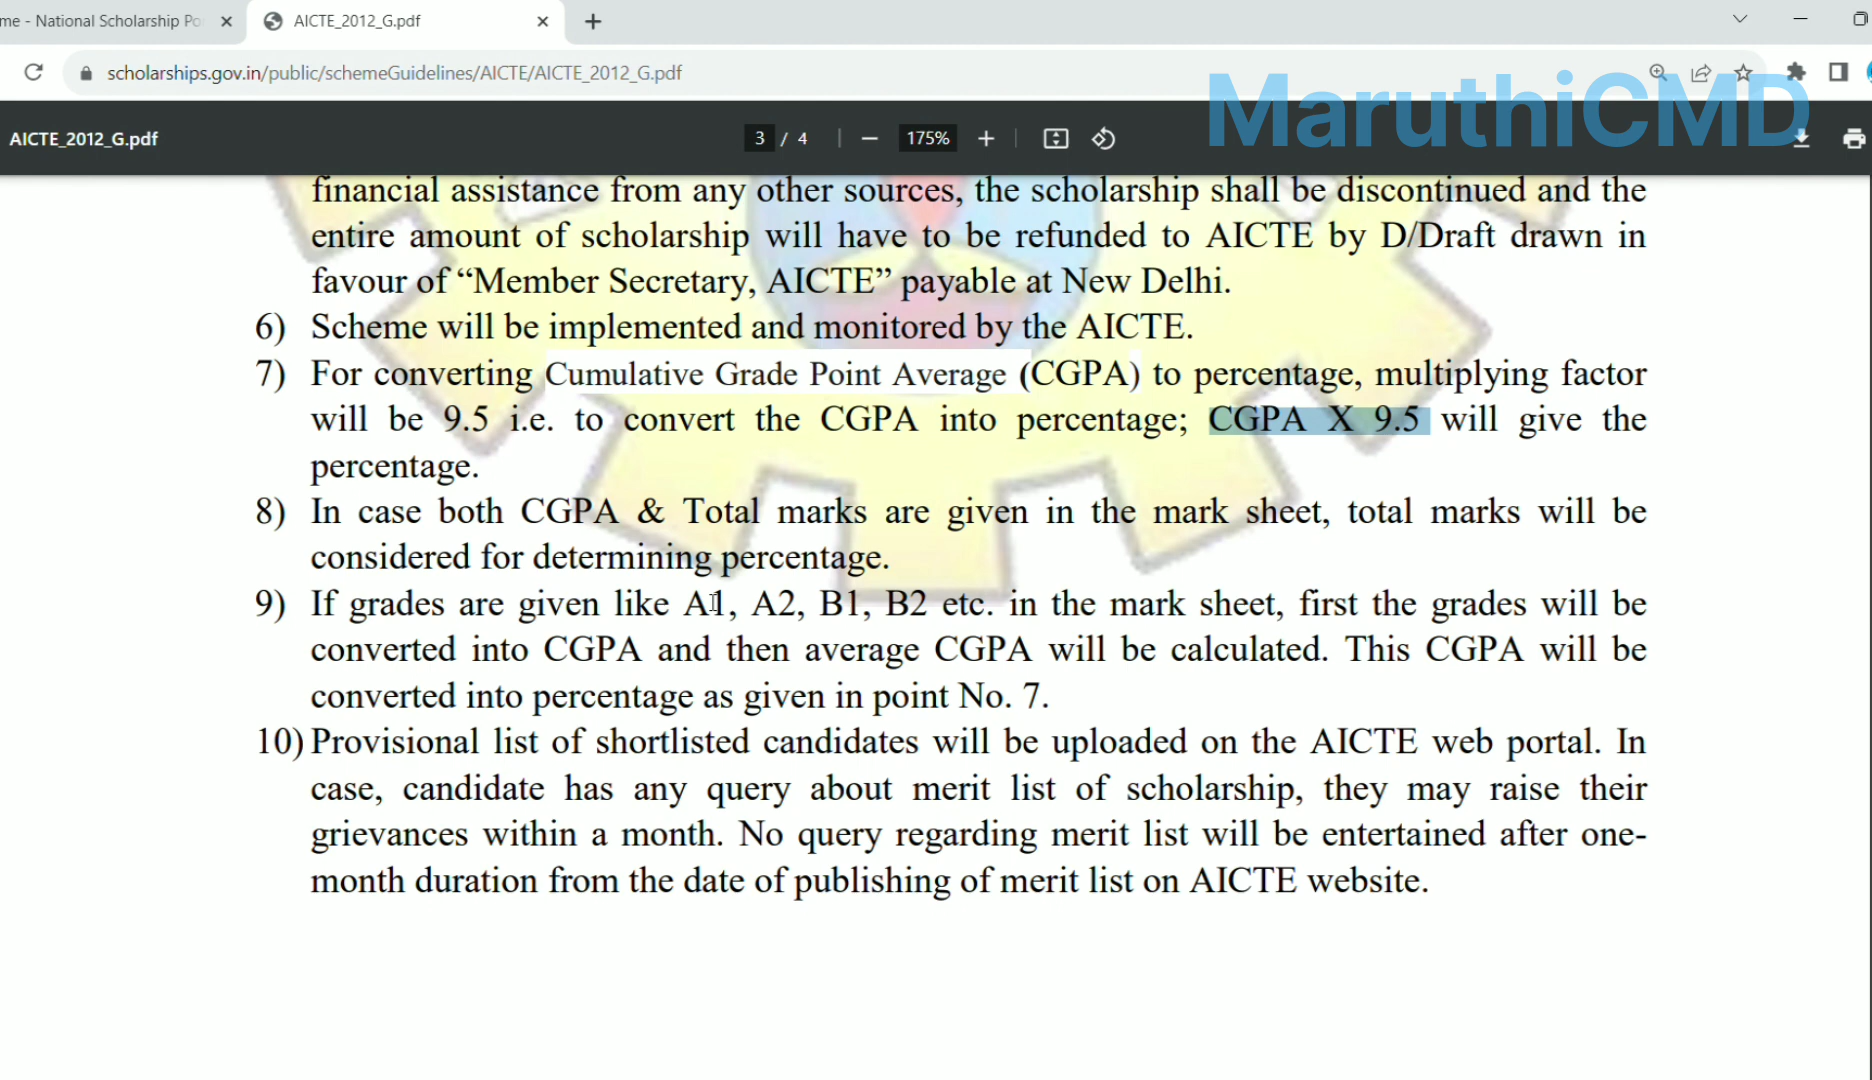 me - National Scholarship Po
AICTE_2012_G.pdf
scholarships.gov.in/public/schemeGuidelines/AICTE/AICTE_2012_G.pdf
MaruthiCMD
AICTE_2012_G.pdf
3 / 4
175%
financial assistance from any other sources, the scholarship shall be discontinued and the
entire amount of scholarship will have to be refunded to AICTE by D/Draft drawn in
favour of “Member Secretary, AICTE” payable at New Delhi.
6) Scheme will be implemented and monitored by the AICTE.
7) For converting Cumulative Grade Point Average (CGPA) to percentage, multiplying factor
will be 9.5 i.e. to convert the CGPA into percentage; CGPA X 9.5 will give the
percentage.
8) In case both CGPA & Total marks are given in the mark sheet, total marks will be
considered for determining percentage.
9) If grades are given like A1, A2, B1, B2 etc. in the mark sheet, first the grades will be
converted into CGPA and then average CGPA will be calculated. This CGPA will be
converted into percentage as given in point No. 7.
10) Provisional list of shortlisted candidates will be uploaded on the AICTE web portal. In
case, candidate has any query about merit list of scholarship, they may raise their
grievances within a month. No query regarding merit list will be entertained after one-
month duration from the date of publishing of merit list on AICTE website.